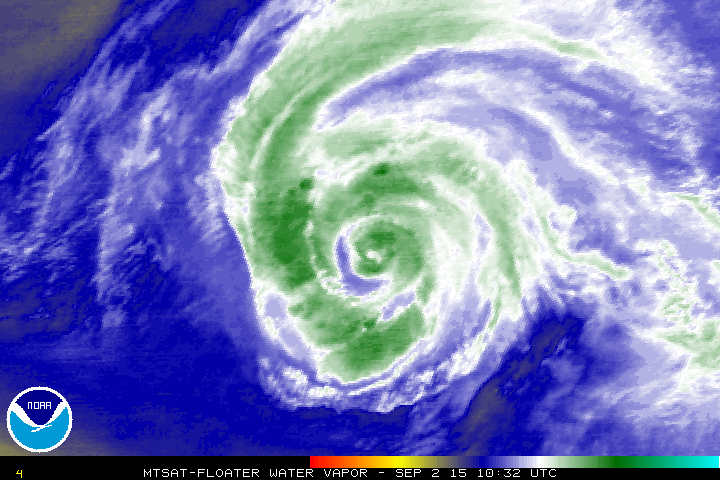 NOAA
4 MTSAT-FLOATER WATER VAPOR - SEP 2 15 10:32 UTC